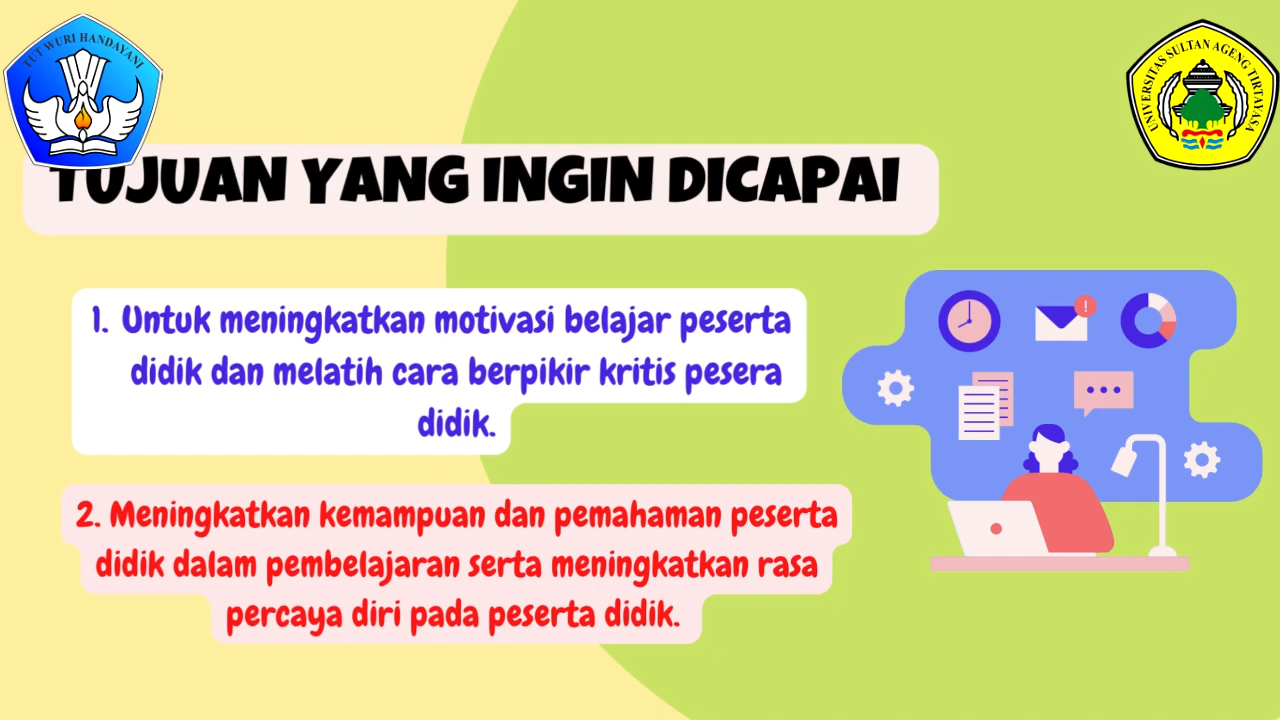 TUT WURI HANDAYANI
UNIVERSITAS SULTAN AGENG TIRTAYASA
TUJUAN YANG INGIN DICAPAI
1. Untuk meningkatkan motivasi belajar peserta
didik dan melatih cara berpikir kritis pesera
didik.
2. Meningkatkan kemampuan dan pemahaman peserta
didik dalam pembelajaran serta meningkatkan rasa
percaya diri pada peserta didik.